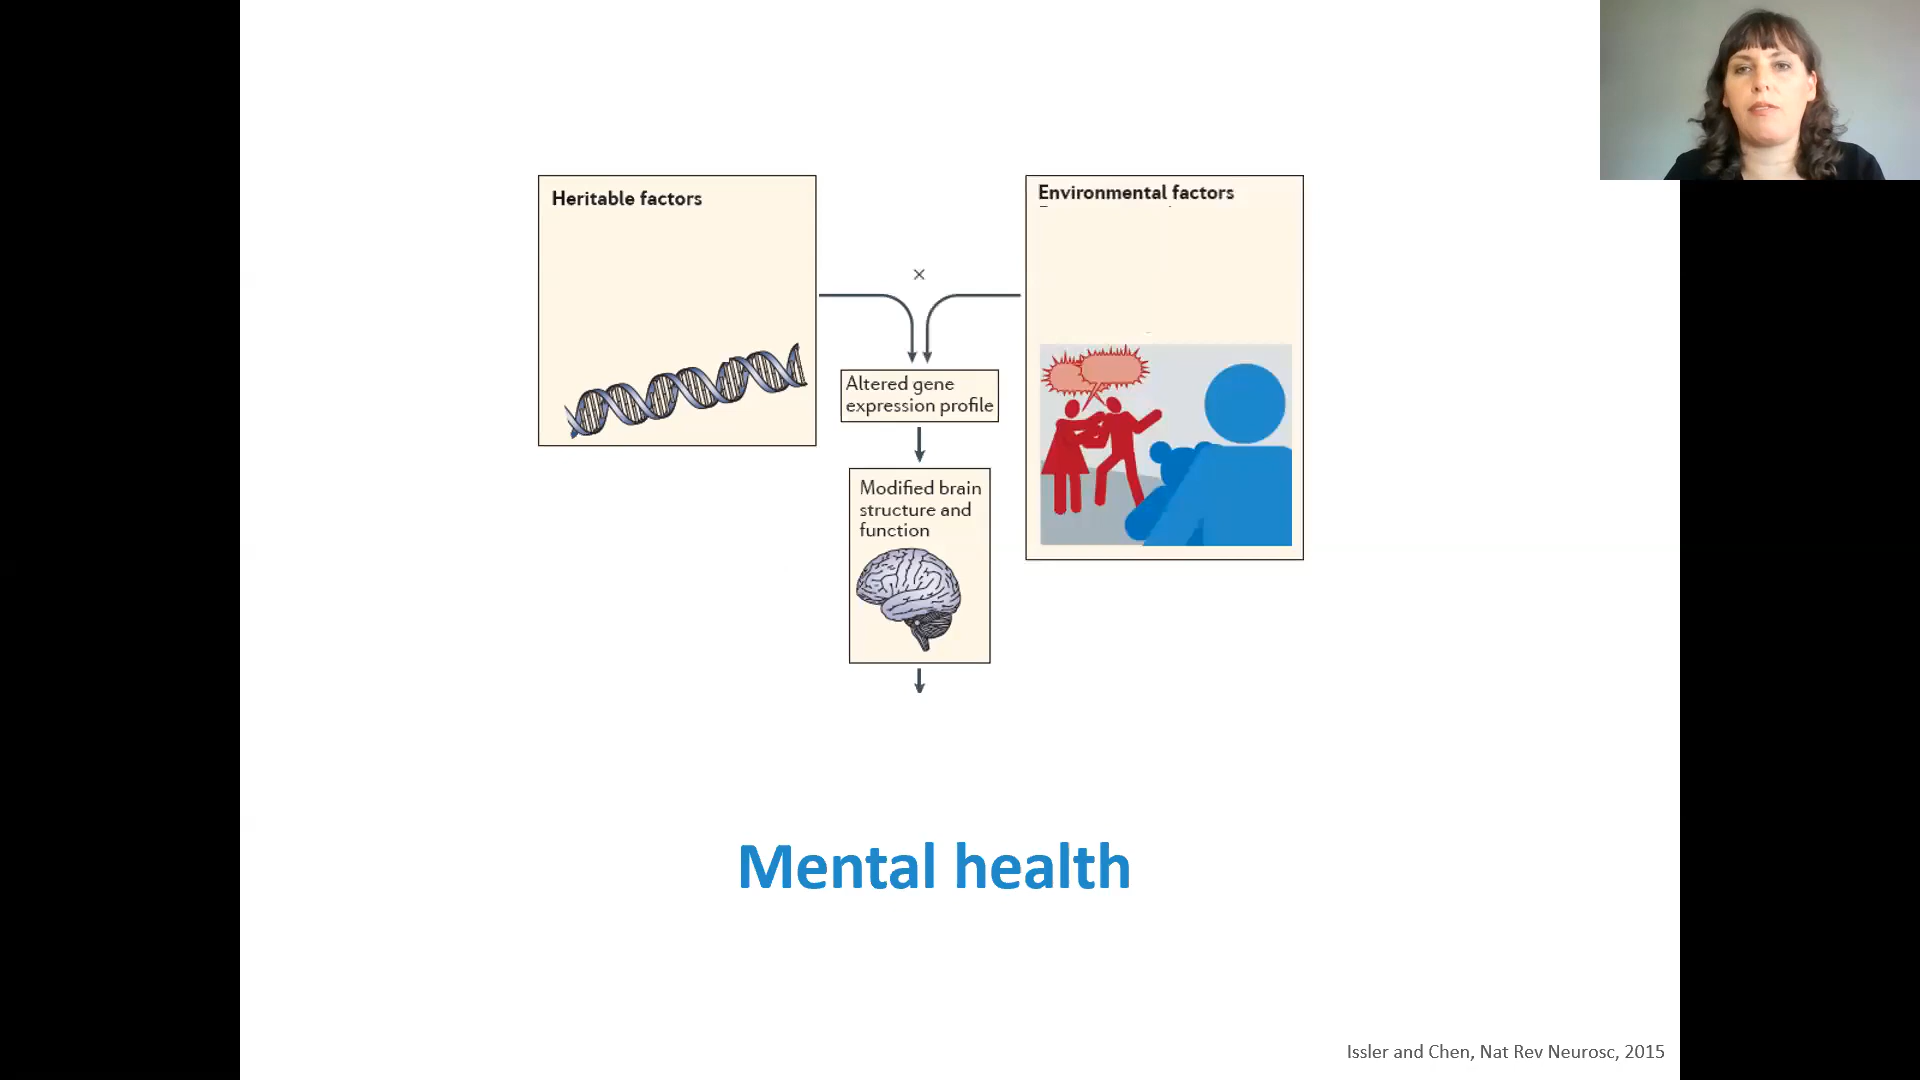 Heritable factors
Environmental factors
×
Altered gene
expression profile
Modified brain
structure and
function
Mental health
Issler and Chen, Nat Rev Neurosc, 2015